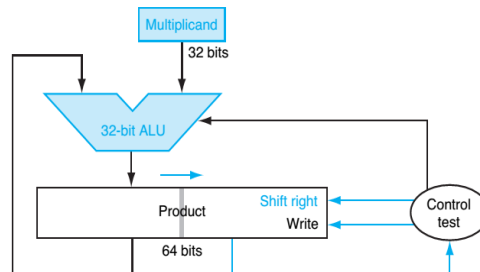 Multiplicand
32 bits
32-bit ALU
Product
Shift right
Write
Control
test
64 bits